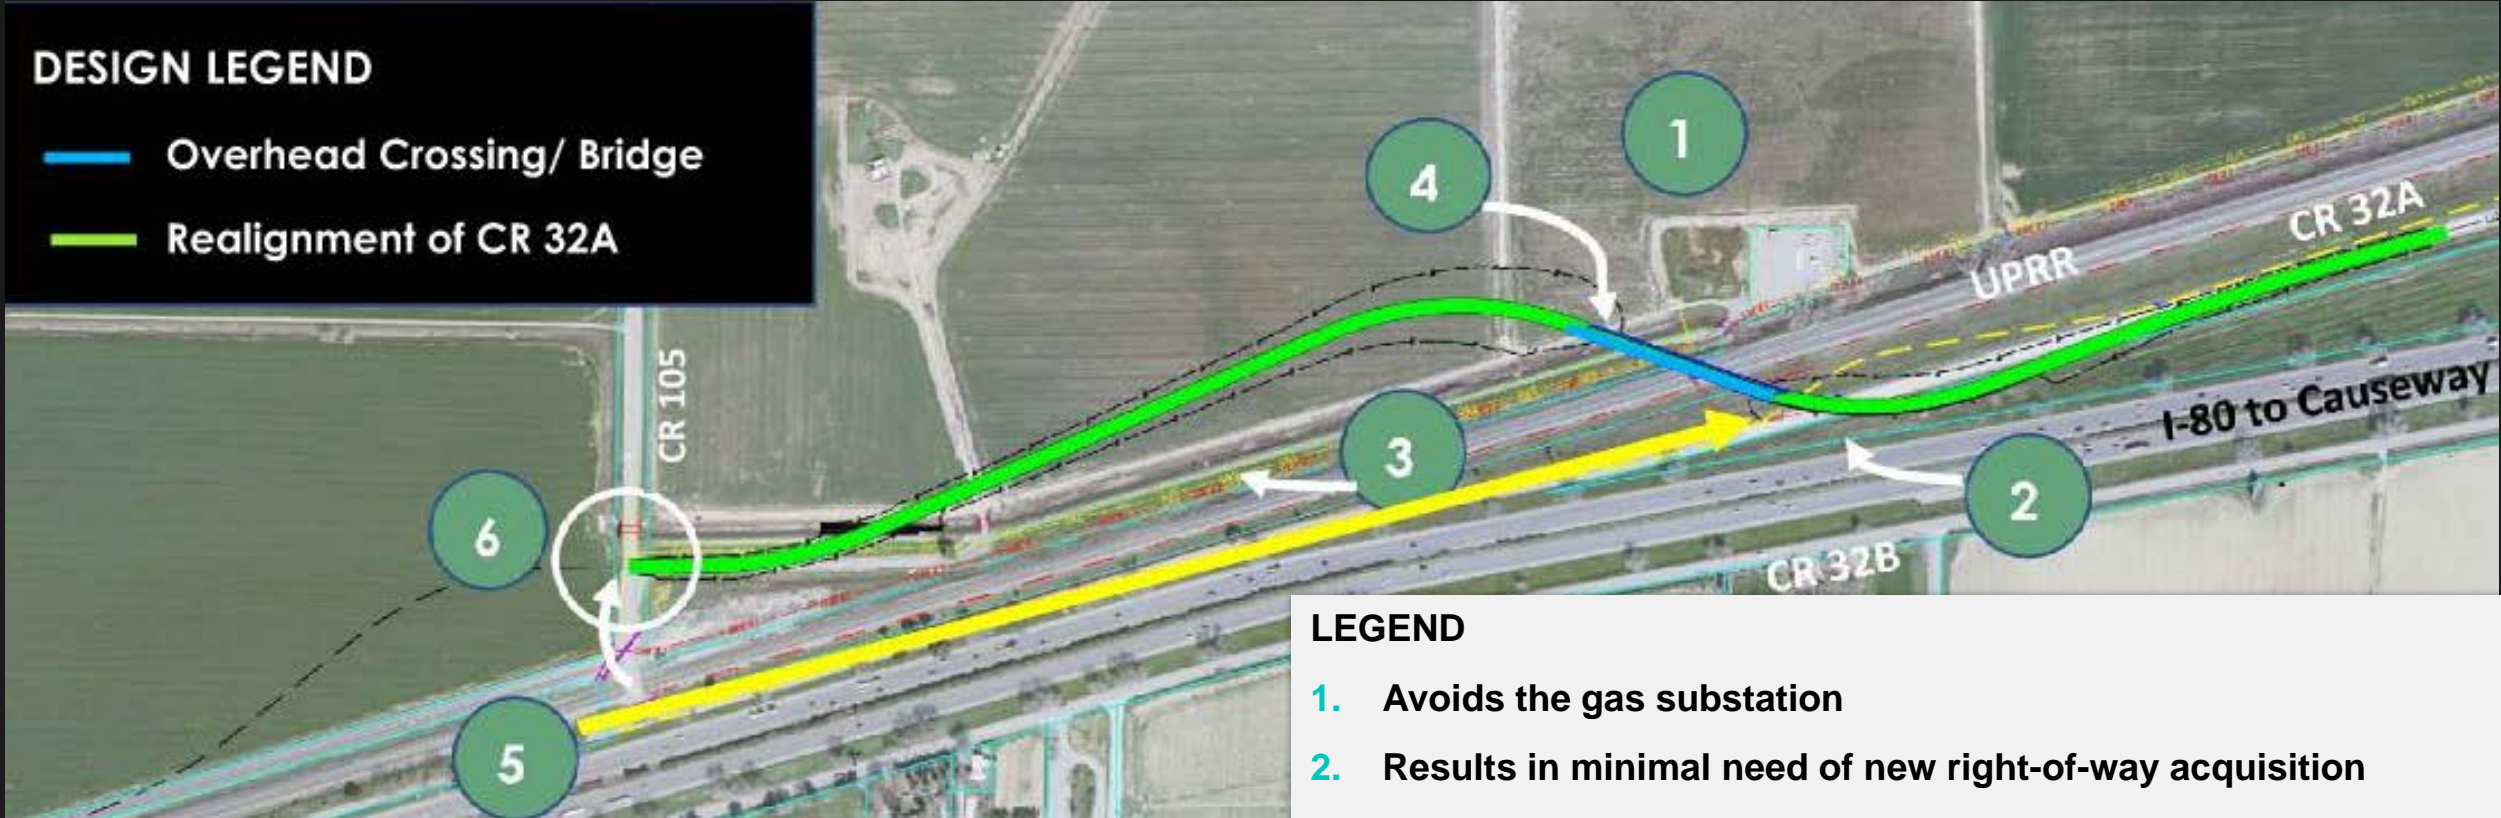 DESIGN LEGEND
Overhead Crossing/ Bridge
Realignment of CR 32A
1
4
CR 32A
UPRR
CR 105
I-80 to Causeway
3
2
6
CR 32B
5
LEGEND
1. Avoids the gas substation
2. Results in minimal need of new right-of-way acquisition